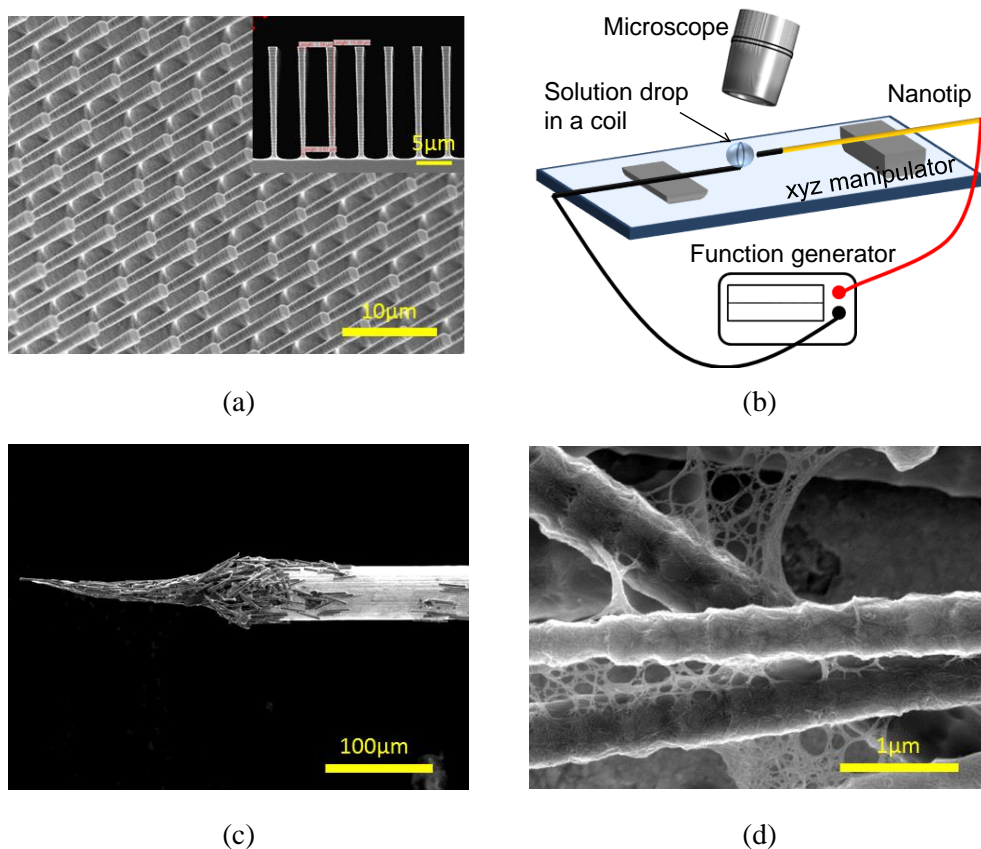 5μm
10μm
(a)
Microscope
Solution drop
in a coil
Nanotip
xyz manipulator
Function generator
(b)
100μm
(c)
1μm
(d)